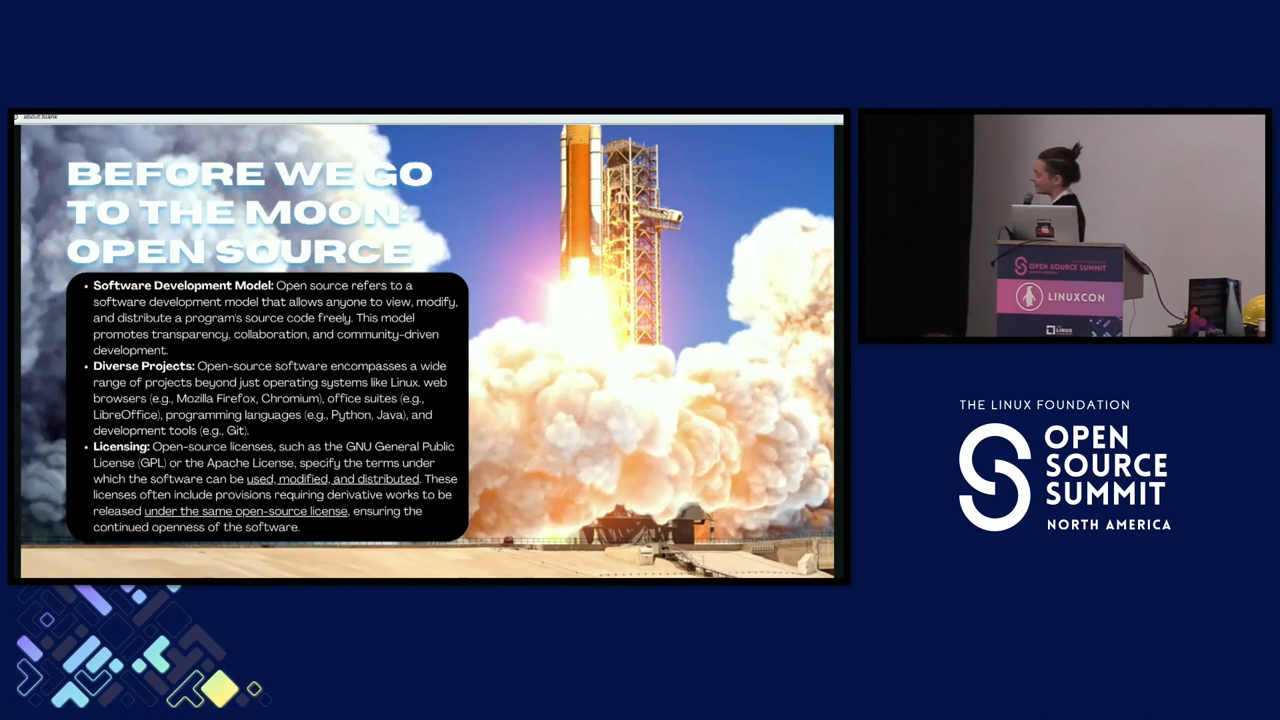 about:blank
BEFORE WE GO
TO THE MOON:
OPEN SOURCE
• Software Development Model: Open source refers to a
software development model that allows anyone to view, modify,
and distribute a program's source code freely. This model
promotes transparency, collaboration, and community-driven
development.
• Diverse Projects: Open-source software encompasses a wide
range of projects beyond just operating systems like Linux. web
browsers (e.g., Mozilla Firefox, Chromium), office suites (e.g.,
LibreOffice), programming languages (e.g., Python, Java), and
development tools (e.g., Git).
• Licensing: Open-source licenses, such as the GNU General Public
License (GPL) or the Apache License, specify the terms under
which the software can be used, modified, and distributed. These
licenses often include provisions requiring derivative works to be
released under the same open-source license, ensuring the
continued openness of the software.
OPEN SOURCE SUMMIT
LINUXCON
LINUX
THE LINUX FOUNDATION
OPEN
SOURCE
SUMMIT
NORTH AMERICA